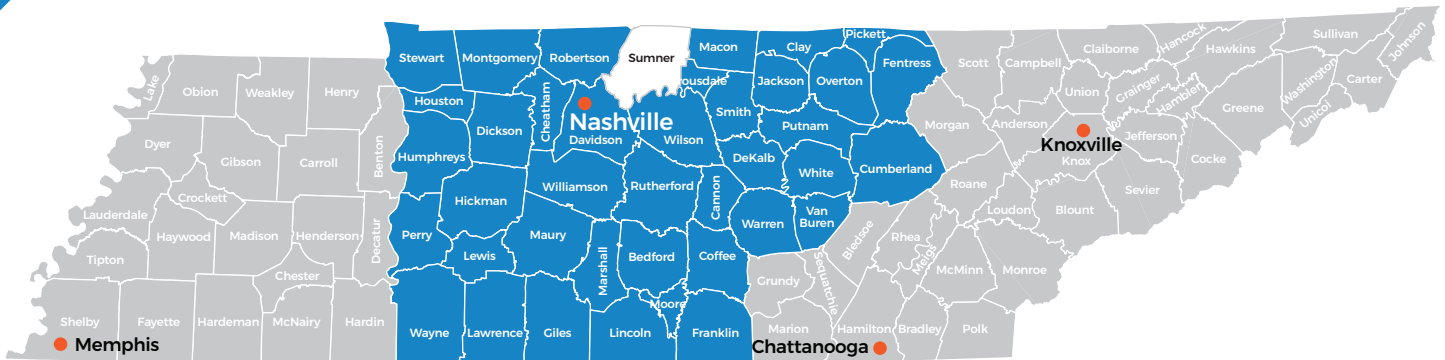 Stewart
Montgomery
Robertson
Sumner
Macon
Clay
Pickett
Fentress
Scott
Campbell
Claiborne
Hancock
Hawkins
Sullivan
Johnson
Lake
Obion
Weakley
Henry
Houston
Cheatham
ousdale
Jackson
Overton
Union
Grainger
Hamblen
Greene
Washington
Carter
Unicoi
Dickson
Nashville
Davidson
Wilson
Smith
Putnam
Morgan
Anderson
Knoxville
Knox
Jefferson
Cocke
Dyer
Gibson
Carroll
Benton
Humphreys
DeKalb
White
Cumberland
Crockett
Hickman
Williamson
Rutherford
Cannon
Roane
Loudon
Blount
Sevier
Lauderdale
Haywood
Madison
Henderson
Decatur
Perry
Lewis
Maury
Marshall
Bedford
Coffee
Warren
Van
Buren
Bledsoe
Rhea
Meigs
McMinn
Monroe
Tipton
Chester
Grundy
Sequatchie
Shelby
Fayette
Hardeman
McNairy
Hardin
Wayne
Lawrence
Giles
Lincoln
Moore
Franklin
Marion
Hamilton
Bradley
Polk
Memphis
Chattanooga